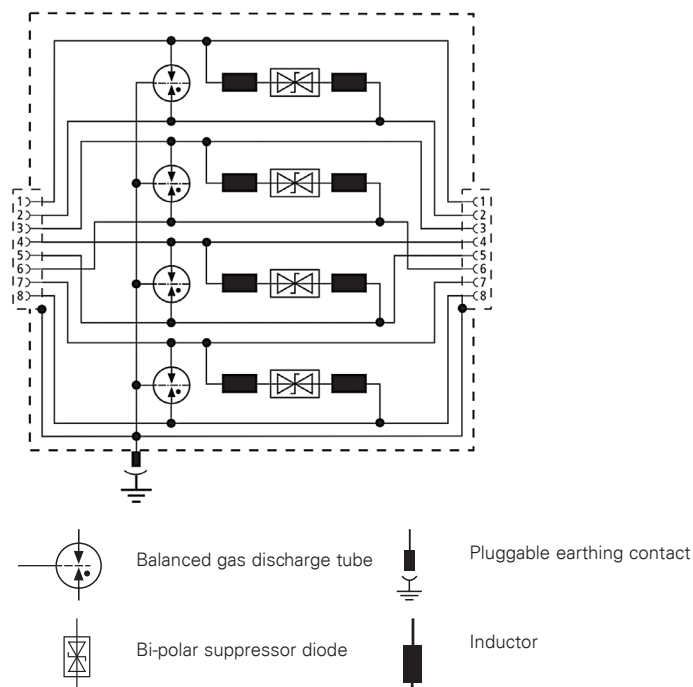 1 1
2 2
3 3
4 4
5 5
6 6
7 7
8 8
Balanced gas discharge tube
Pluggable earthing contact
Bi-polar suppressor diode
Inductor